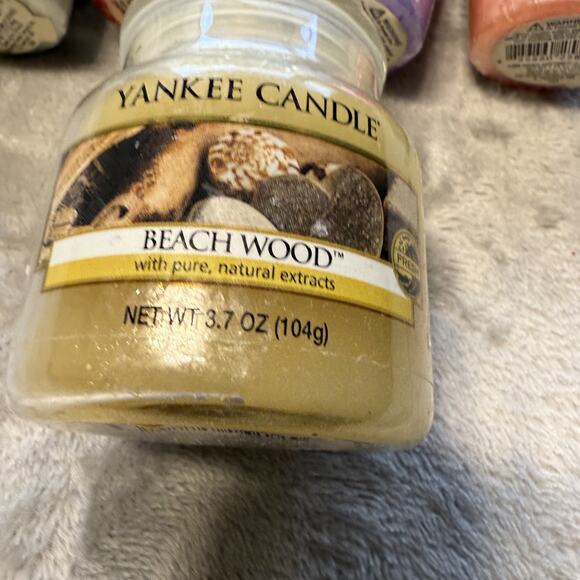 YANKEE CANDLE
BEACH WOOD™
with pure, natural extracts
NET WT 3.7 OZ (104g)